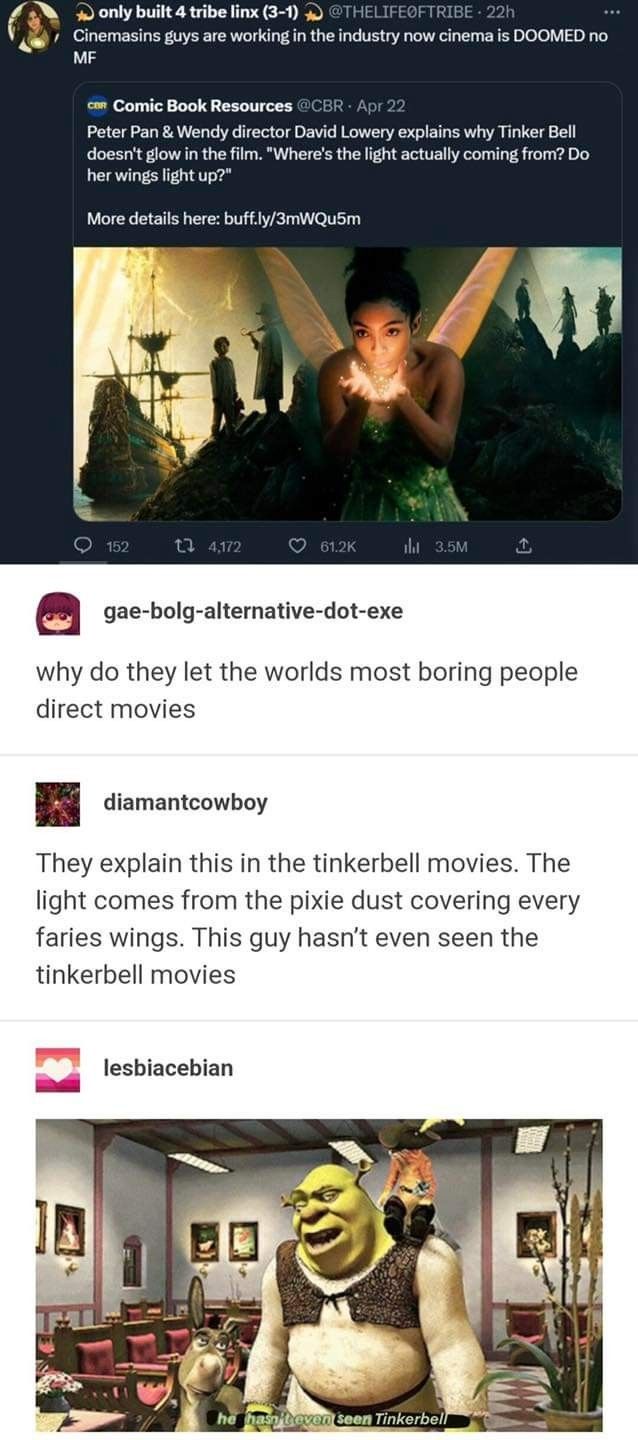 only built 4 tribe linx (3-1) @THELIFEØFTRIBE · 22h
Cinemasins guys are working in the industry now cinema is DOOMED no
MF
CBR Comic Book Resources @CBR · Apr 22
Peter Pan & Wendy director David Lowery explains why Tinker Bell
doesn't glow in the film. "Where's the light actually coming from? Do
her wings light up?"
More details here: buff.ly/3mWQu5m
152 4,172 61.2K 3.5M
gae-bolg-alternative-dot-exe
why do they let the worlds most boring people
direct movies
diamantcowboy
They explain this in the tinkerbell movies. The
light comes from the pixie dust covering every
faries wings. This guy hasn't even seen the
tinkerbell movies
lesbiacebian
he hasn't even seen Tinkerbell